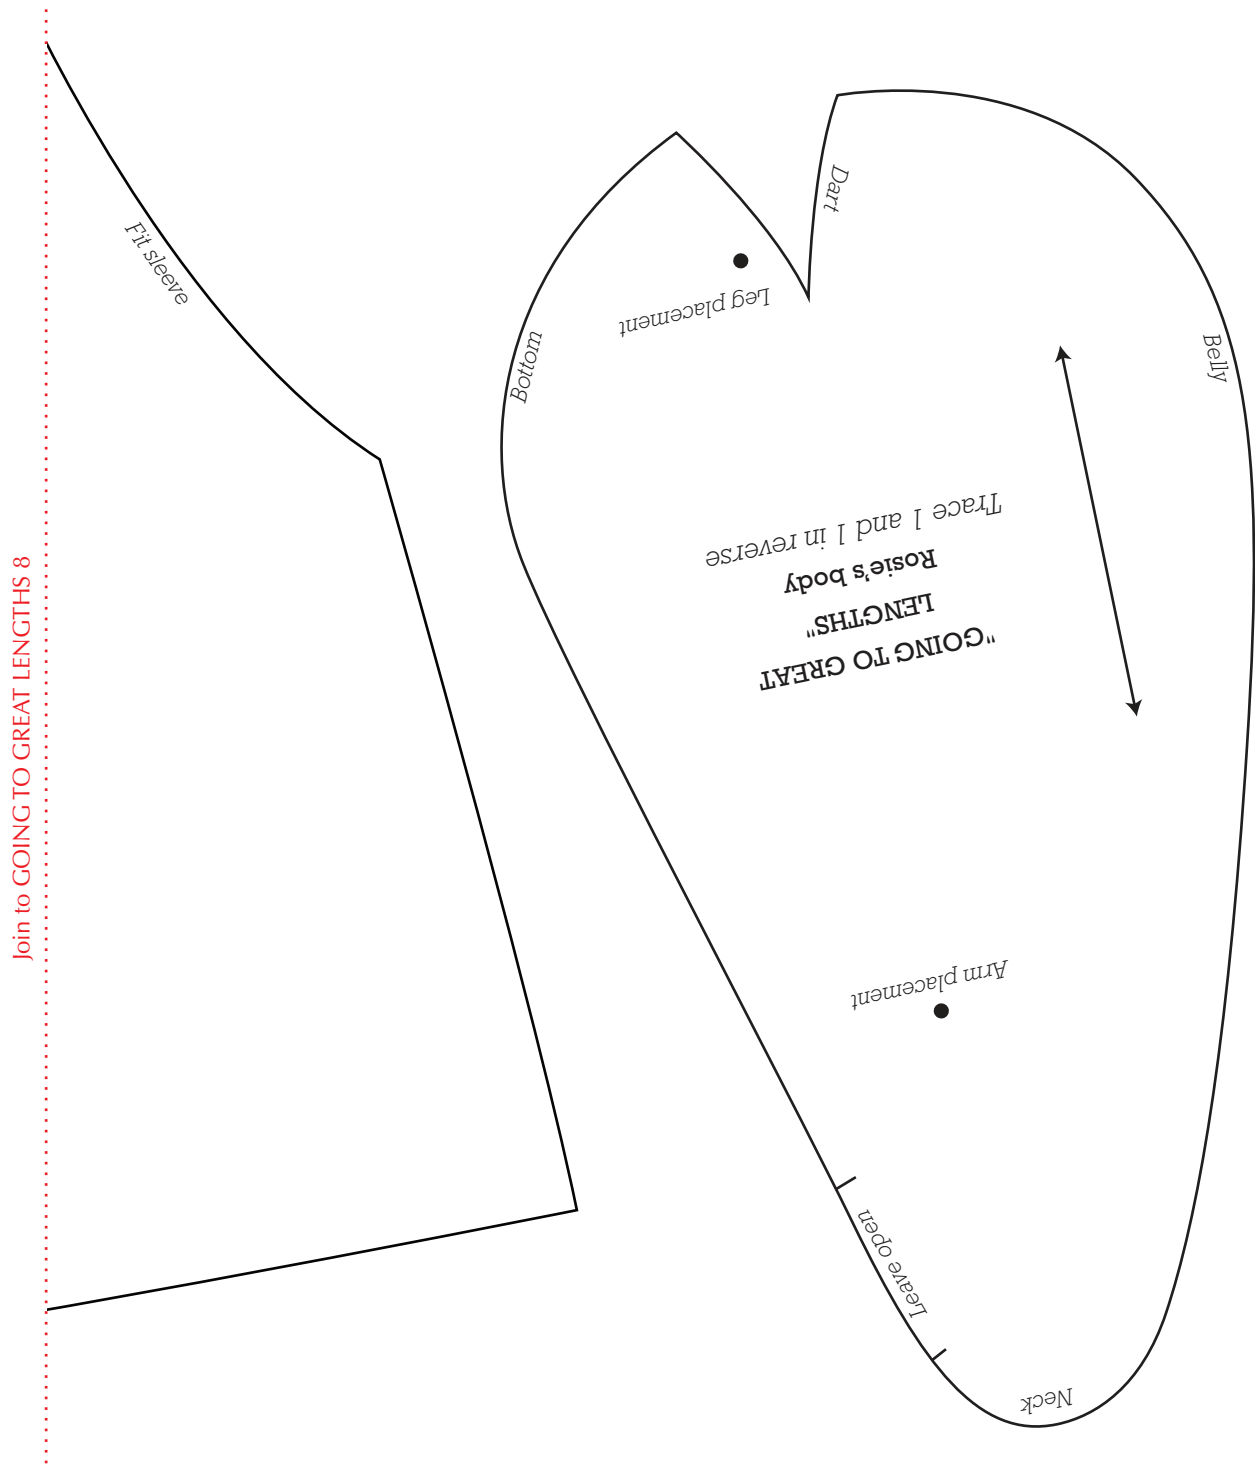 Join to GOING TO GREAT LENGTHS 8
Fit sleeve
"GOING TO GREAT
LENGTHS"
Rosie's body
Trace 1 and 1 in reverse
Dart
Leg placement
Bottom
Belly
Arm placement
Leave open
Neck